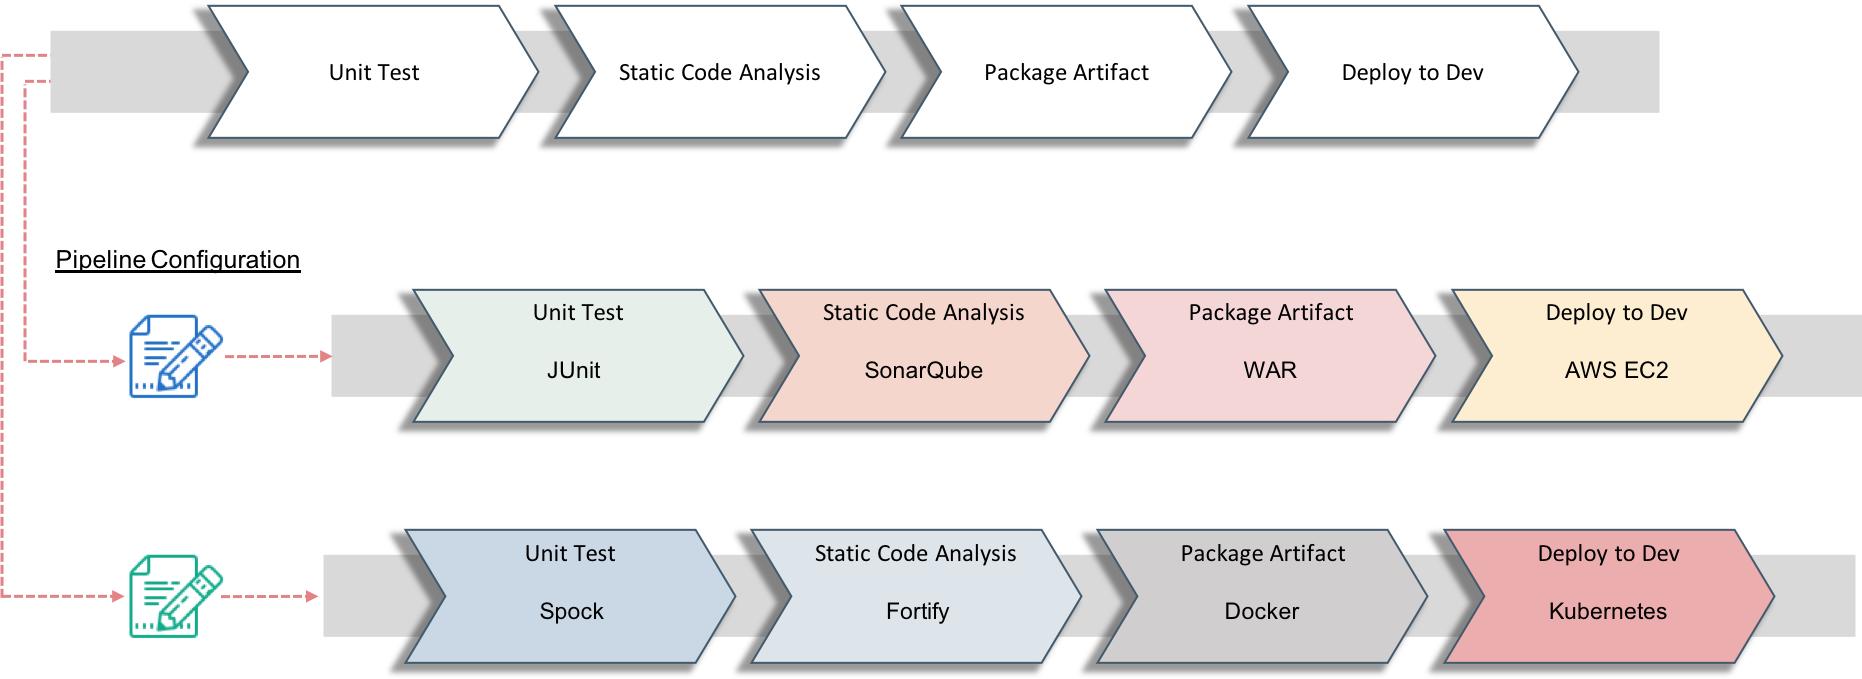 Unit Test
Static Code Analysis
Package Artifact
Deploy to Dev
Pipeline Configuration
Unit Test
JUnit
Static Code Analysis
SonarQube
Package Artifact
WAR
Deploy to Dev
AWS EC2
Unit Test
Spock
Static Code Analysis
Fortify
Package Artifact
Docker
Deploy to Dev
Kubernetes